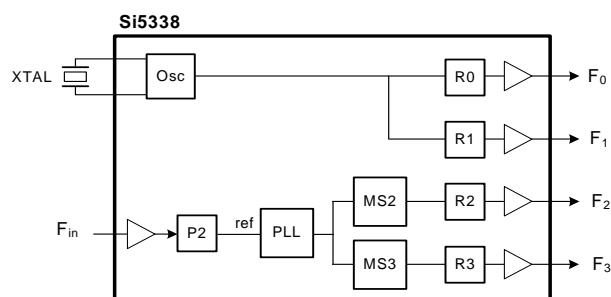 Si5338
XTAL
Osc
R0
F0
R1
F1
MS2
R2
F2
Fin
P2
ref
PLL
MS3
R3
F3